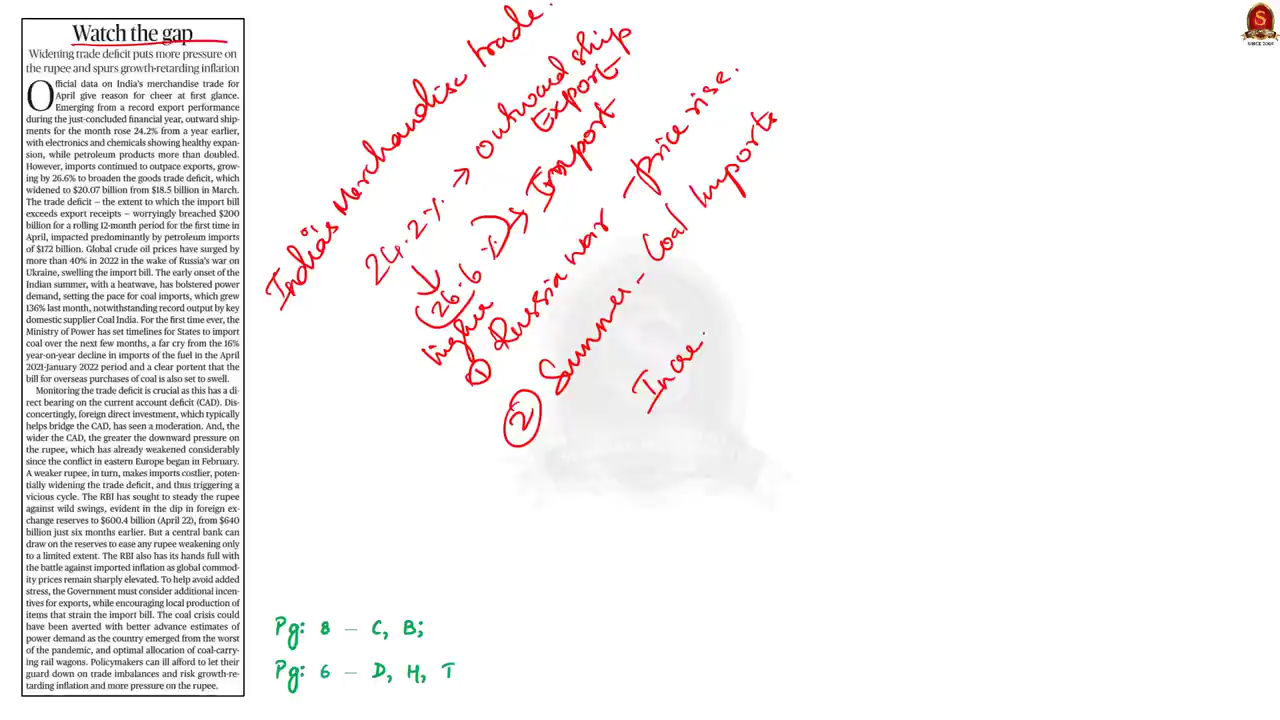 Watch the gap
Widening trade deficit puts more pressure on
the rupee and spurs growth-retarding inflation
Official data on India's merchandise trade for
April give reason for cheer at first glance.
Emerging from a record export performance
during the just-concluded financial year, outward ship-
ments for the month rose 24.2% from a year earlier,
with electronics and chemicals showing healthy expan-
sion, while petroleum products more than doubled.
However, imports continued to outpace exports, grow-
ing by 26.6% to broaden the goods trade deficit, which
widened to $20.07 billion from $18.5 billion in March.
The trade deficit – the extent to which the import bill
exceeds export receipts – worryingly breached $200
billion for a rolling 12-month period for the first time in
April, impacted predominantly by petroleum imports
of $172 billion. Global crude oil prices have surged by
more than 40% in 2022 in the wake of Russia's war on
Ukraine, swelling the import bill. The early onset of the
Indian summer, with a heatwave, has bolstered power
demand, setting the pace for coal imports, which grew
136% last month, notwithstanding record output by key
domestic supplier Coal India. For the first time ever, the
Ministry of Power has set timelines for States to import
coal over the next few months, a far cry from the 16%
year-on-year decline in imports of the fuel in the April
2021-January 2022 period and a clear portent that the
bill for overseas purchases of coal is also set to swell.
Monitoring the trade deficit is crucial as this has a di-
rect bearing on the current account deficit (CAD). Dis-
concertingly, foreign direct investment, which typically
helps bridge the CAD, has seen a moderation. And, the
wider the CAD, the greater the downward pressure on
the rupee, which has already weakened considerably
since the conflict in eastern Europe began in February.
A weaker rupee, in turn, makes imports costlier, poten-
tially widening the trade deficit, and thus triggering a
vicious cycle. The RBI has sought to steady the rupee
against wild swings, evident in the dip in foreign ex-
change reserves to $600.4 billion (April 22), from $640
billion just six months earlier. But a central bank can
draw on the reserves to ease any rupee weakening only
to a limited extent. The RBI also has its hands full with
the battle against imported inflation as global commod-
ity prices remain sharply elevated. To help avoid added
stress, the Government must consider additional incen-
tives for exports, while encouraging local production of
items that strain the import bill. The coal crisis could
have been averted with better advance estimates of
power demand as the country emerged from the worst
of the pandemic, and optimal allocation of coal-carry-
ing rail wagons. Policymakers can ill afford to let their
guard down on trade imbalances and risk growth-re-
tarding inflation and more pressure on the rupee.
India's Merchandise trade.
24.2% → outward ship
Export
26.6% → Import
higher
① Russia war – price rise.
② Summer – Coal Imports
Incre.
Pg: 8 – C, B;
Pg: 6 – D, H, T
S
SINCE 2004